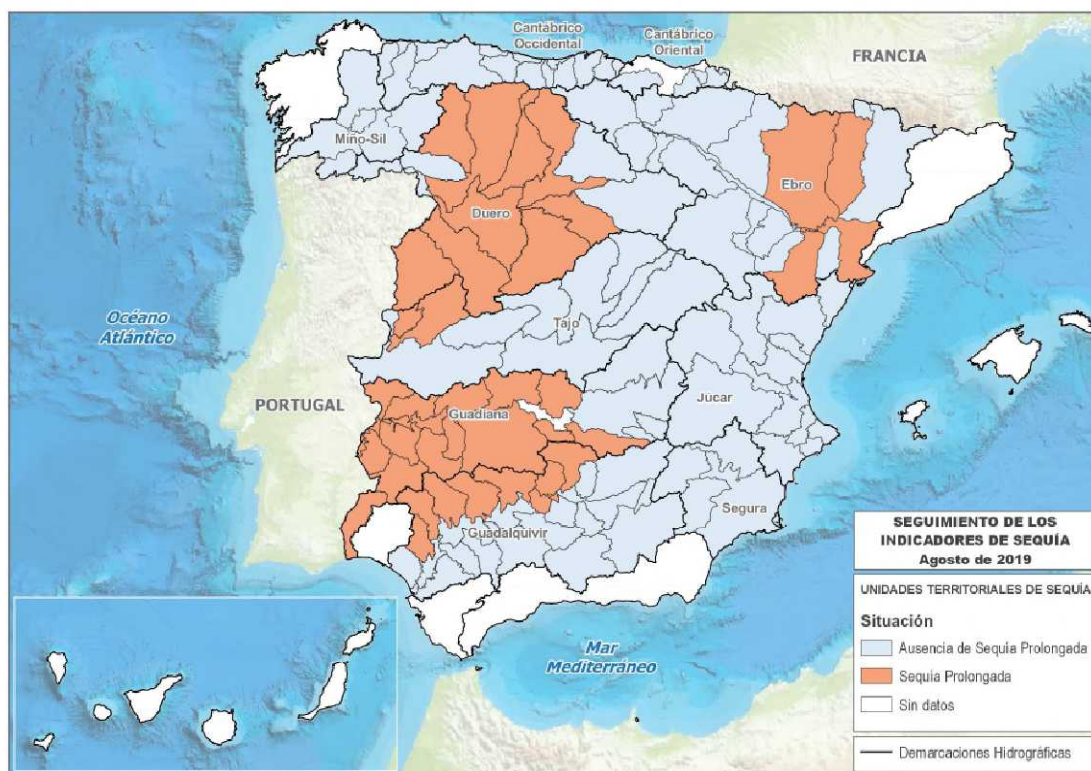 Cantábrico
Occidental
Cantábrico
Oriental
FRANCIA
Miño-Sil
Ebro
Duero
Océano
Atlántico
Tajo
PORTUGAL
Guadiana
Júcar
Segura
Guadalquivir
Mar
Mediterráneo
SEGUIMIENTO DE LOS
INDICADORES DE SEQUÍA
Agosto de 2019
UNIDADES TERRITORIALES DE SEQUÍA
Situación
Ausencia de Sequía Prolongada
Sequía Prolongada
Sin datos
Demarcaciones Hidrográficas